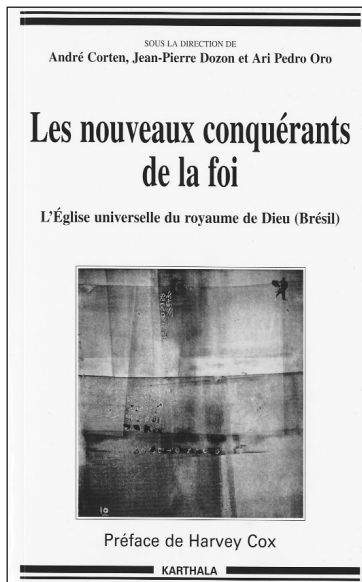 SOUS LA DIRECTION DE
André Corten, Jean-Pierre Dozon et Ari Pedro Oro
Les nouveaux conquérants
de la foi
L'Église universelle du royaume de Dieu (Brésil)
10
Préface de Harvey Cox
KARTHALA